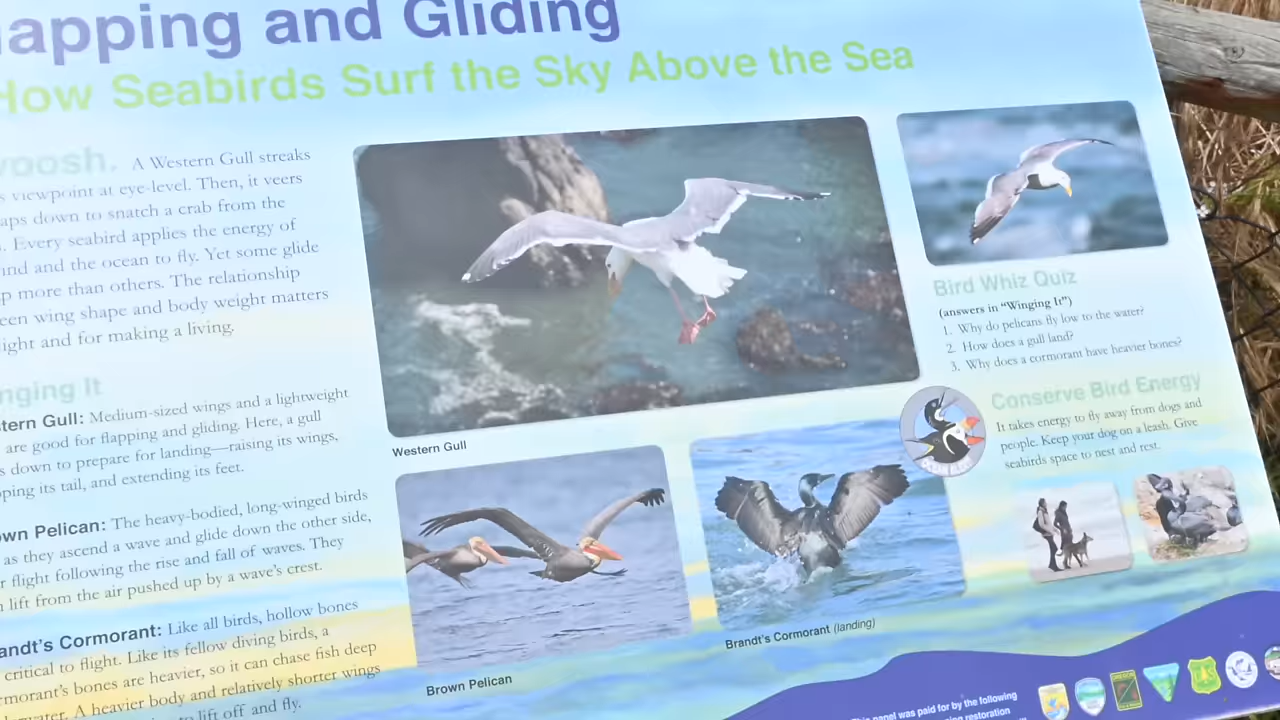 apping and Gliding
How Seabirds Surf the Sky Above the Sea
oosh. A Western Gull streaks
s viewpoint at eye-level. Then, it veers
aps down to snatch a crab from the
. Every seabird applies the energy of
nd and the ocean to fly. Yet some glide
p more than others. The relationship
een wing shape and body weight matters
light and for making a living.
nging It
tern Gull: Medium-sized wings and a lightweight
are good for flapping and gliding. Here, a gull
s down to prepare for landing—raising its wings,
ping its tail, and extending its feet.
wn Pelican: The heavy-bodied, long-winged birds
as they ascend a wave and glide down the other side,
r flight following the rise and fall of waves. They
lift from the air pushed up by a wave's crest.
andt's Cormorant: Like all birds, hollow bones
critical to flight. Like its fellow diving birds, a
rmorant's bones are heavier, so it can chase fish deep
water. A heavier body and relatively shorter wings
to lift off and fly.
Western Gull
Brown Pelican
Brandt's Cormorant (landing)
Bird Whiz Quiz
(answers in "Winging It")
1. Why do pelicans fly low to the water?
2. How does a gull land?
3. Why does a cormorant have heavier bones?
Conserve Bird Energy
It takes energy to fly away from dogs and
people. Keep your dog on a leash. Give
seabirds space to nest and rest.
This panel was paid for by the following
restoration